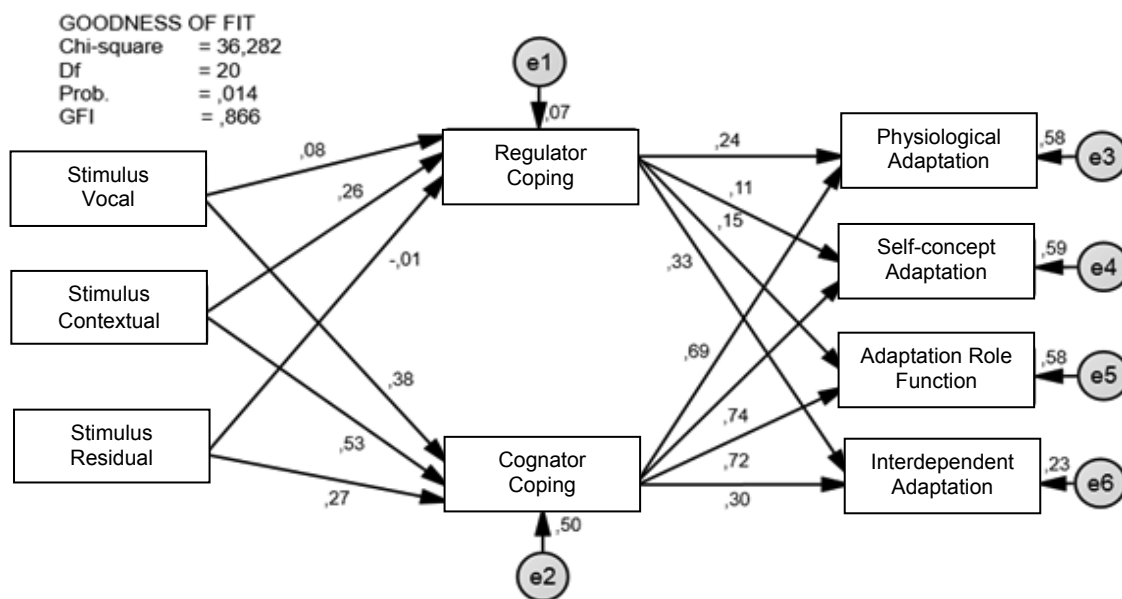 GOODNESS OF FIT
Chi-square = 36,282
Df = 20
Prob. = ,014
GFI = ,866
e1
,07
Stimulus
Vocal
Stimulus
Contextual
Stimulus
Residual
,08
,26
-,01
,38
,53
,27
Regulator
Coping
Cognator
Coping
,50
e2
,24
,11
,15
,33
,69
,74
,72
,30
Physiological
Adaptation
,58
e3
Self-concept
Adaptation
,59
e4
Adaptation Role
Function
,58
e5
Interdependent
Adaptation
,23
e6